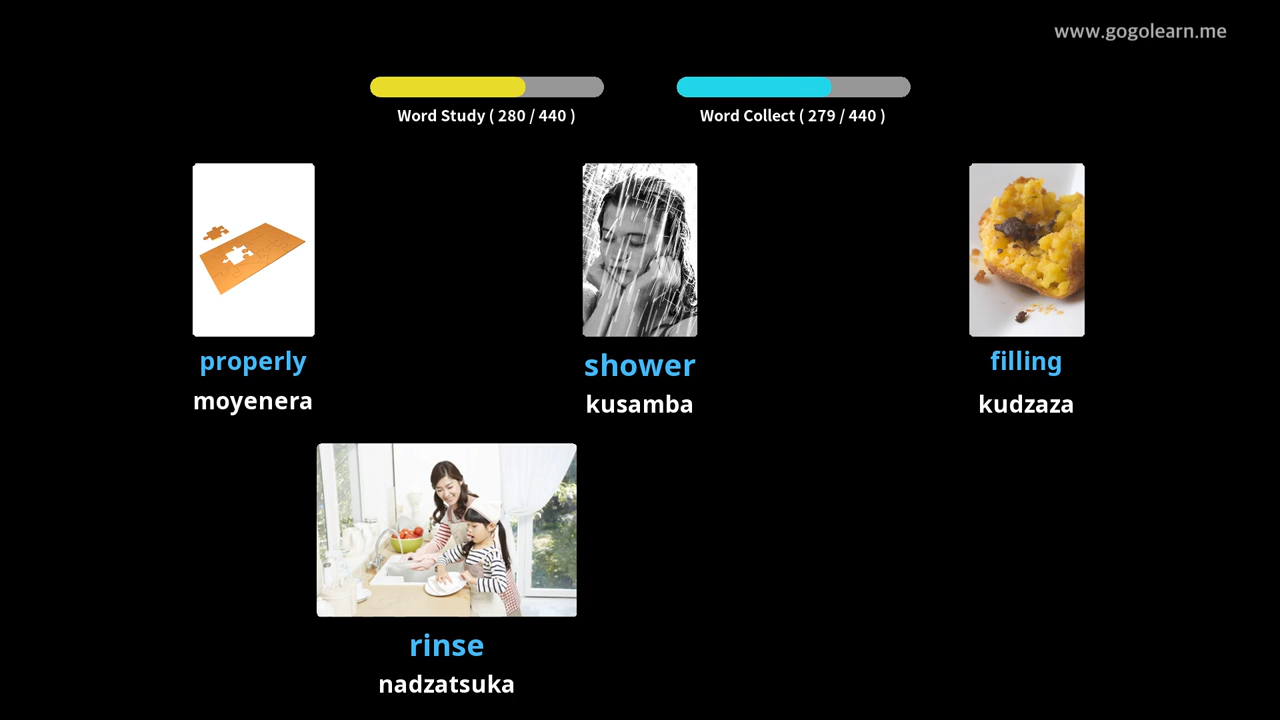 www.gogolearn.me
Word Study ( 280 / 440 )
Word Collect ( 279 / 440 )
properly
moyenera
shower
kusamba
filling
kudzaza
rinse
nadzatsuka